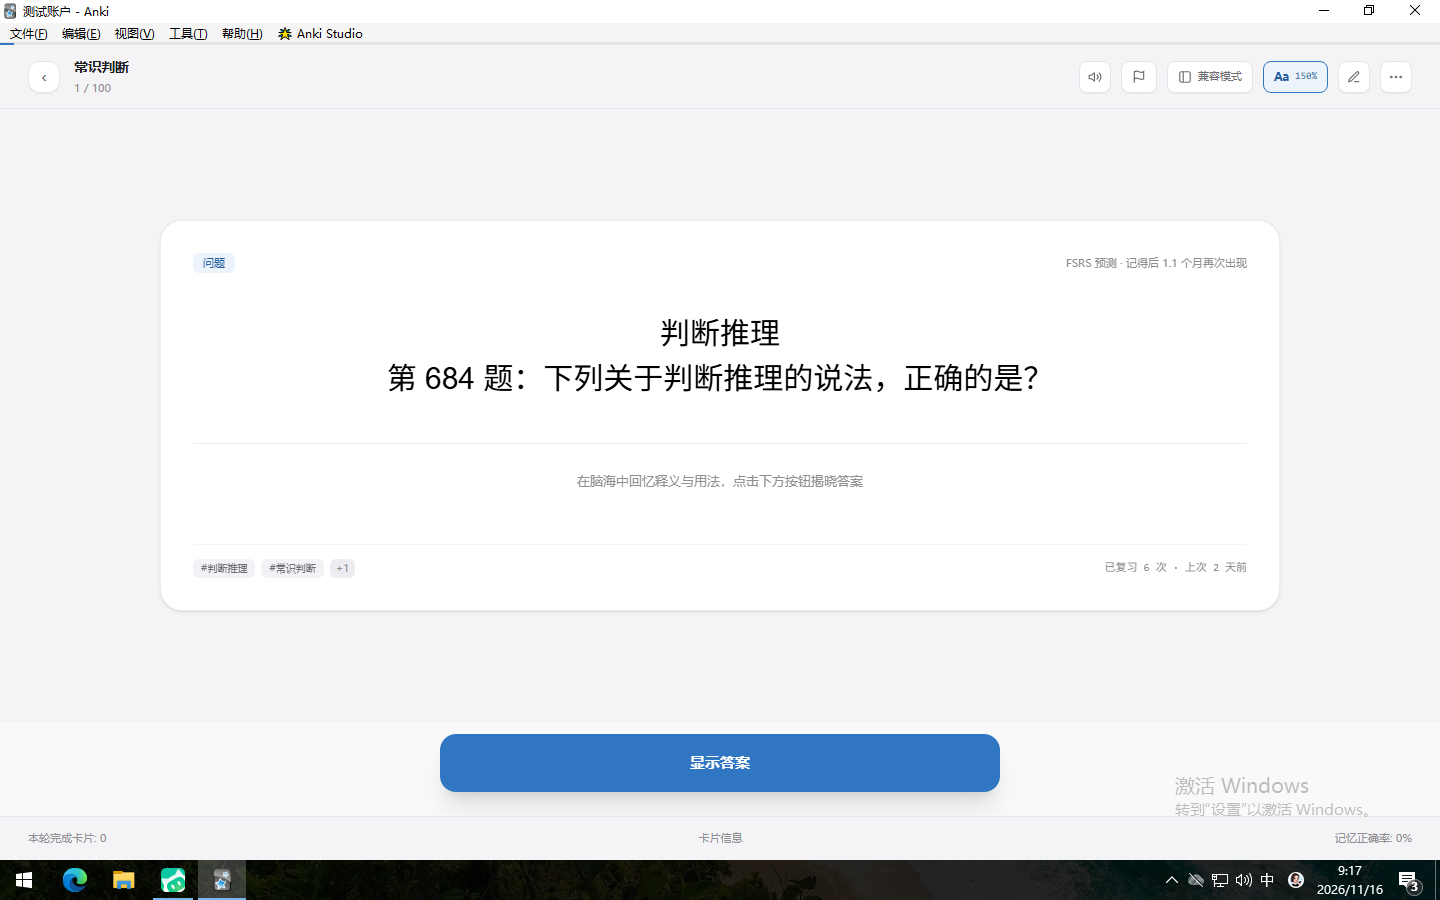 测试账户 - Anki
文件(F) 编辑(E) 视图(V) 工具(T) 帮助(H) Anki Studio
常识判断
1 / 100
兼容模式
Aa 150%
问题
FSRS 预测 · 记得后 1.1 个月再次出现
判断推理
第 684 题：下列关于判断推理的说法，正确的是？
在脑海中回忆释义与用法，点击下方按钮揭晓答案
#判断推理 #常识判断 +1
已复习 6 次 · 上次 2 天前
显示答案
激活 Windows
转到“设置”以激活 Windows。
本轮完成卡片: 0
卡片信息
记忆正确率: 0%
中
9:17
2026/11/16
3